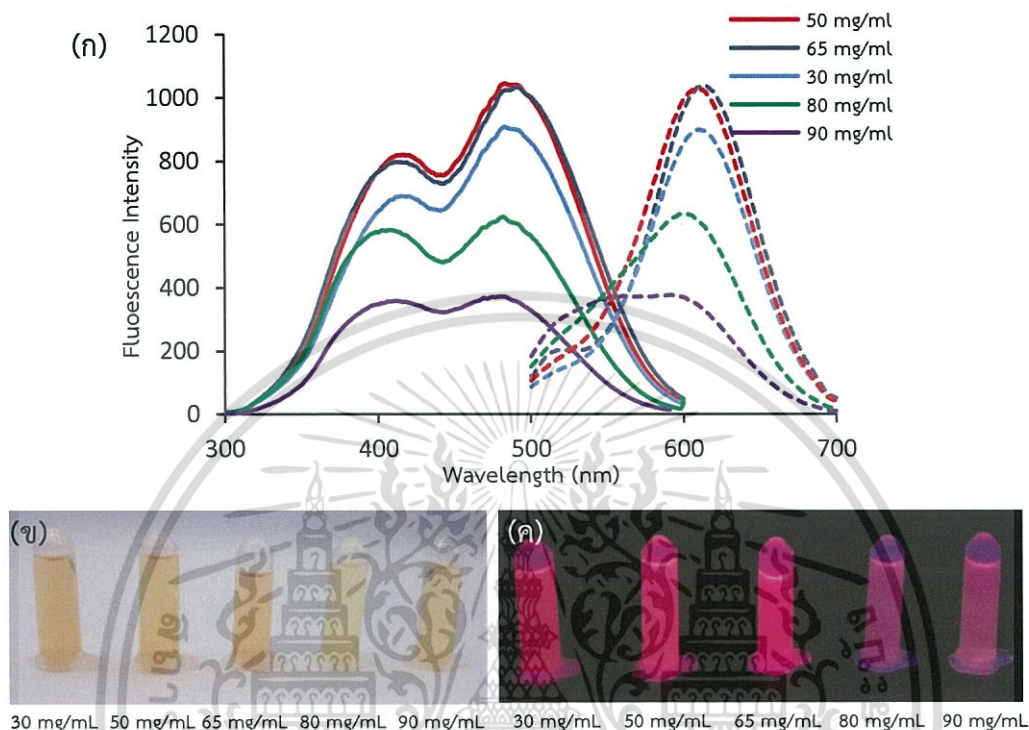 (ก)
1200
1000
800
600
400
200
0
Fluoescence Intensity
300 400 500 600 700
Wavelength (nm)
50 mg/ml
65 mg/ml
30 mg/ml
80 mg/ml
90 mg/ml
(ข)
(ค)
30 mg/mL 50 mg/mL 65 mg/mL 80 mg/mL 90 mg/mL
30 mg/mL 50 mg/mL 65 mg/mL 80 mg/mL 90 mg/mL